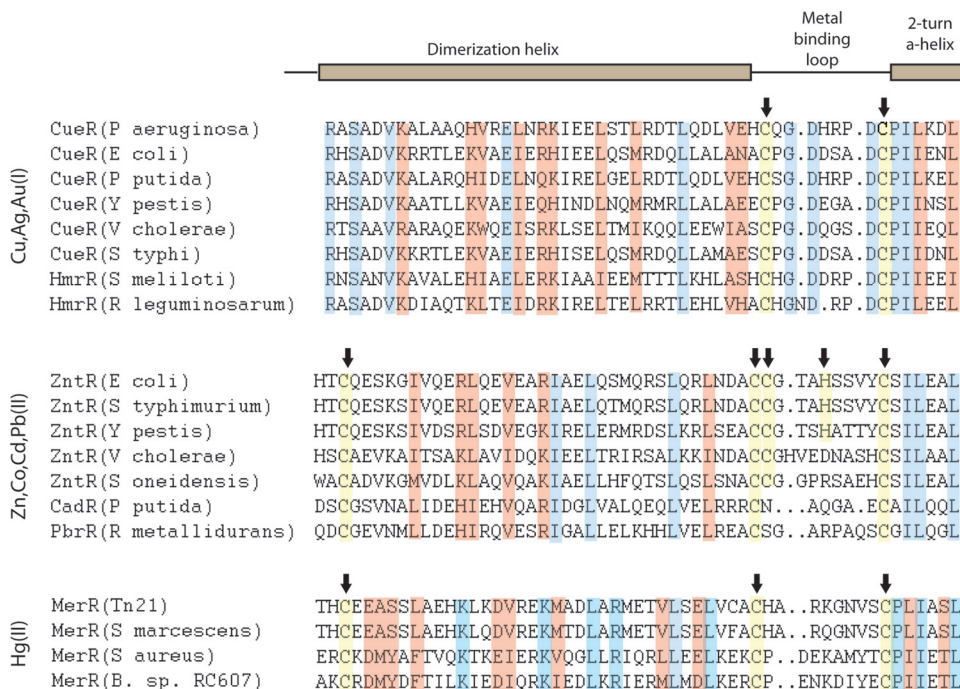 Dimerization helix
Metal
binding
loop
2-turn
a-helix
Cu,Ag,Au(I)
CueR(P aeruginosa) RASADVKALAAQHVRELNRKIEELSTLRDTLQDLVEHCQG.DHRP.DCPILKDL
CueR(E coli) RHSADVKRRTLEKVAEIERHIEELQSMRDQLLALANACPG.DDSA.DCPIIENL
CueR(P putida) RASADVKALARQHIDELNQKIRELGELRDTLQDLVEHCSG.DHRP.DCPILKEL
CueR(Y pestis) RHSADVKAATLLKVAEIEQHINDLNQMRMRLLALAEECPG.DEGA.DCPIINSL
CueR(V cholerae) RTSAAVRARAQEKWQEISRKLSELTMIKQQLEEWIASCPG.DQGS.DCPIIEQL
CueR(S typhi) RHSADVKKRTLEKVAEIERHISELQSMRDQLLAMAESCPG.DDSA.DCPIIDNL
HmrR(S meliloti) RNSANVKAVALEHIAELERKIAAIEEMTTTLKHLASHCHG.DDRP.DCPIIEEI
HmrR(R leguminosarum) RASADVKDIAQTKLTEIDRKIRELTELRRTLEHLVHACHGND.RP.DCPILEEL
Zn,Co,Cd,Pb(II)
ZntR(E coli) HTCQESKGIVQERLQEVEARIAELQSMQRSLQRLNDACCG.TAHSSVYCSILEAL
ZntR(S typhimurium) HTCQESKSIVQERLQEVEARIAELQTMQRSLQRLNDACCG.TAHSSVYCSILEAL
ZntR(Y pestis) HTCQESKSIVDSRLSDVEGKIRELERMRDSLKRLSEACCG.TSHATTYCSILEAL
ZntR(V cholerae) HSCAEVKAITSAKLAVIDQKIEELTRIRSALKKINDACCGHVEDNASHCSILAAL
ZntR(S oneidensis) WACADVKGMVDLKLAQVQAKIAELLHFQTSLQSLSNACCG.GPRSAEHCSILEAL
CadR(P putida) DSCGSVNALIDEHIEHVQARIDGLVALQEQLVELRRRCN..AQGA.ECAILQQL
PbrR(R metallidurans) QDCGEVNMLLDEHIRQVESRIGALLELKHHLVELREACSG..ARPAQSCGILQGL
Hg(II)
MerR(Tn21) THCEEASSLAEHKLKDVREKMADLARMETVLSELVCACHA..RKGNVSCPLIASL
MerR(S marcescens) THCEEASSLAEHKLQDVREKMTDLARMETVLSELVFACHA..RQGNVSCPLIASL
MerR(S aureus) ERCKDMYAFTVQKTKEIERKVQGLLRIQRLLEELKEKCP..DEKAMYTCPIIETL
MerR(B. sp. RC607) AKCRDMYDFTILKIEDIQRKIEDLKRIERMLMDLKERCP..ENKDIYECPIIETL